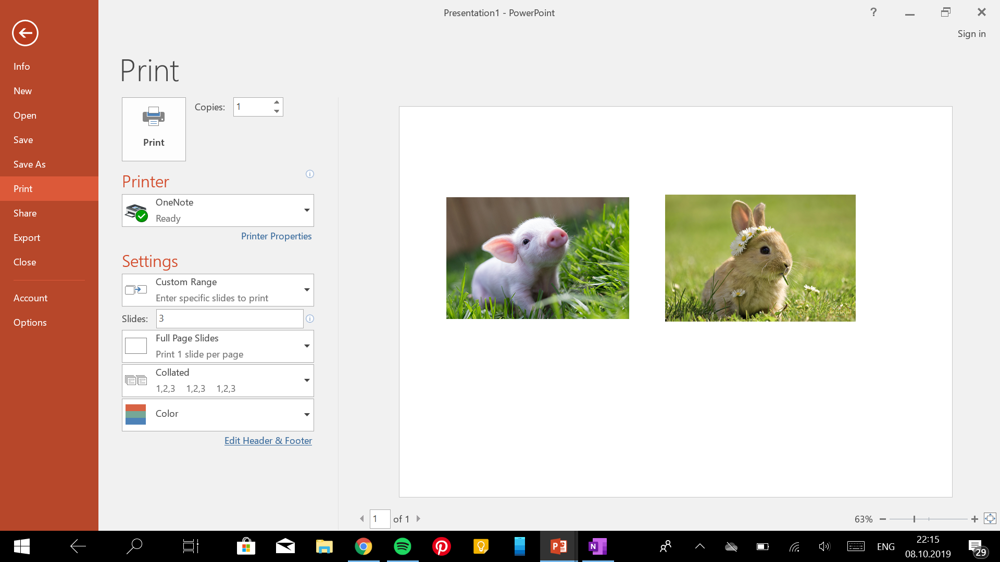 Presentation1 - PowerPoint
?
Sign in
Info
New
Open
Save
Save As
Print
Share
Export
Close
Account
Options
Print
Print
Copies: 1
Printer
OneNote
Ready
Printer Properties
Settings
Custom Range
Enter specific slides to print
Slides: 3
Full Page Slides
Print 1 slide per page
Collated
1,2,3 1,2,3 1,2,3
Color
Edit Header & Footer
MIRROR
1 of 1
63%
ENG
22:15
08.10.2019
29